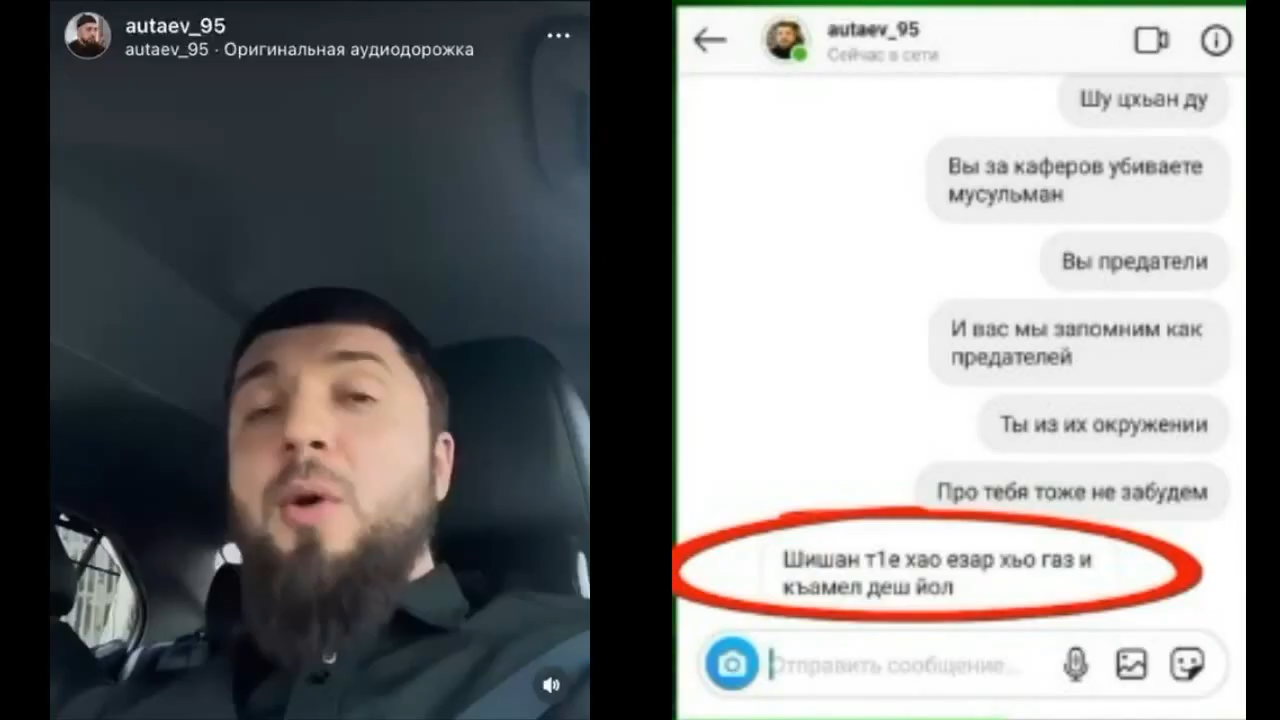 autaev_95
autaev_95 · Оригинальная аудиодорожка
autaev_95
Сейчас в сети
Шу цхьан ду
Вы за каферов убиваете
мусульман
Вы предатели
И вас мы запомним как
предателей
Ты из их окружении
Про тебя тоже не забудем
Шишан т1е хао езар хьо газ и
къамел деш йол
Отправить сообщение...